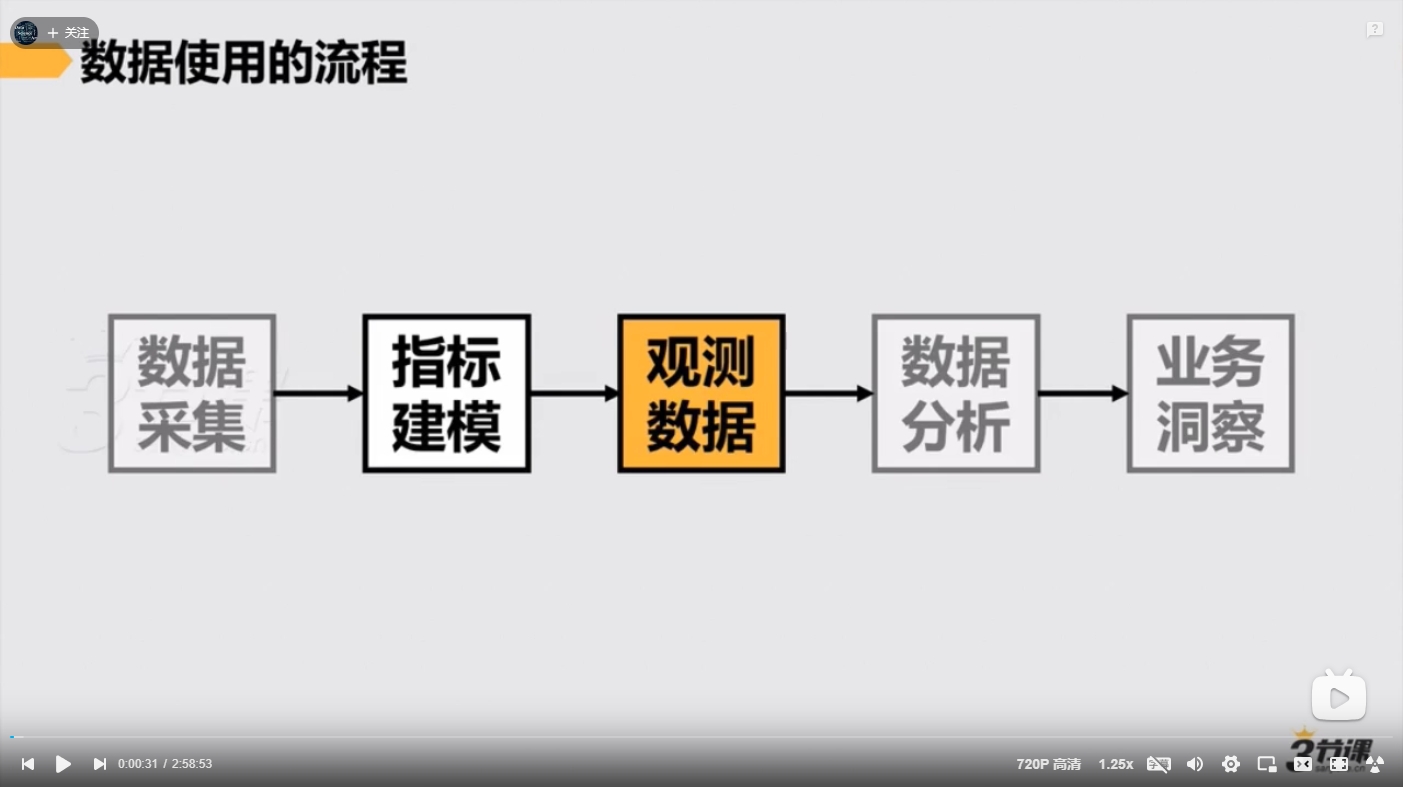 + 关注
数据使用的流程
数据
采集
指标
建模
观测
数据
数据
分析
业务
洞察
0:00:31 / 2:58:53
720P 高清
1.25x
字幕
3节课